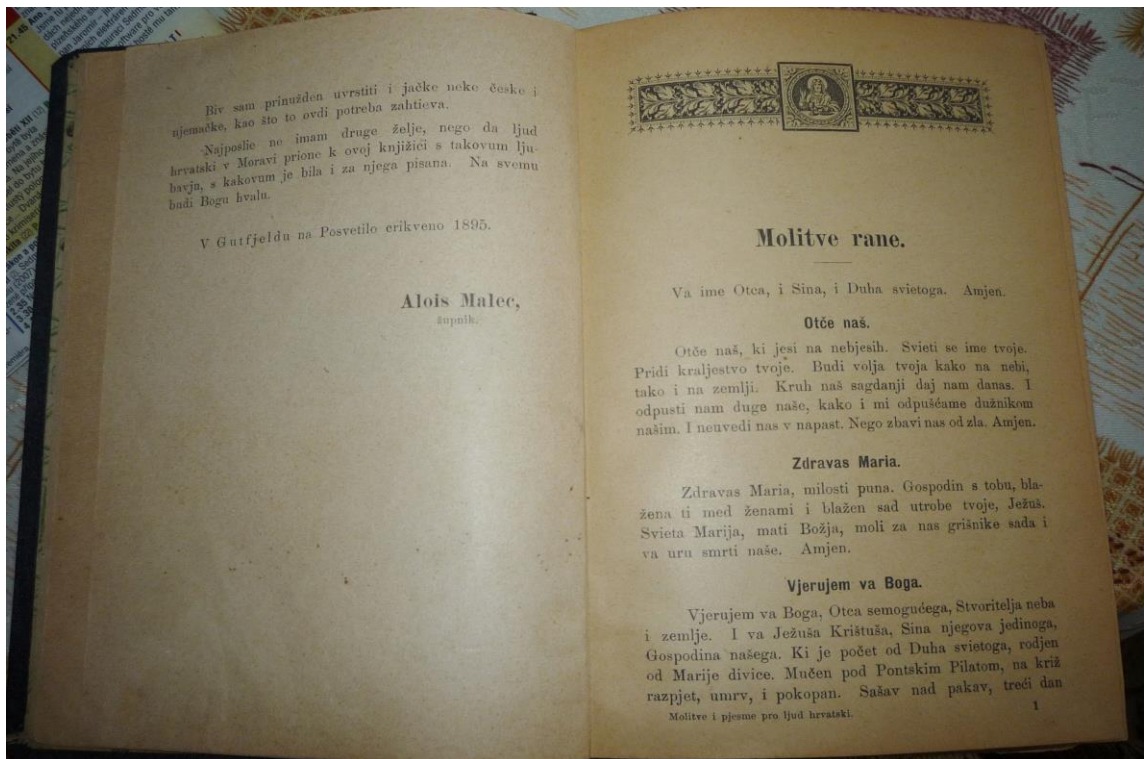 Biv sam prinužden uvrstiti i jačke neke česke i
njemačke, kao što to ovdi potreba zahtieva.
Najposlie ne imam druge želje, nego da ljud
hrvatski v Moravi prione k ovoj knjižici s takovum lju-
bavju, s kakovum je bila i za njega pisana. Na svemu
budi Bogu hvalu.
V Gutfjeldu na Posvetilo crikveno 1895.
Alois Malec,
župnik.
Molitve rane.
Va ime Otca, i Sina, i Duha svietoga. Amjen.
Otče naš.
Otče naš, ki jesi na nebjesih. Svieti se ime tvoje.
Pridi kraljestvo tvoje. Budi volja tvoja kako na nebi,
tako i na zemlji. Kruh naš sagdanji daj nam danas. I
odpusti nam duge naše, kako i mi odpušćame dužnikom
našim. I neuvedi nas v napast. Nego zbavi nas od zla. Amjen.
Zdravas Maria.
Zdravas Maria, milosti puna. Gospodin s tobu, bla-
žena ti med ženami i blažen sad utrobe tvoje, Ježuš.
Svieta Marija, mati Božja, moli za nas grišnike sada i
va uru smrti naše. Amjen.
Vjerujem va Boga.
Vjerujem va Boga, Otca semogućega, Stvoritelja neba
i zemlje. I va Ježuša Krištuša, Sina njegova jedinoga,
Gospodina našega. Ki je počet od Duha svietoga, rodjen
od Marije divice. Mučen pod Pontskim Pilatom, na križ
razpjet, umrv, i pokopan. Sašav nad pakav, treći dan
Molitve i pjesme pro ljud hrvatski.
1